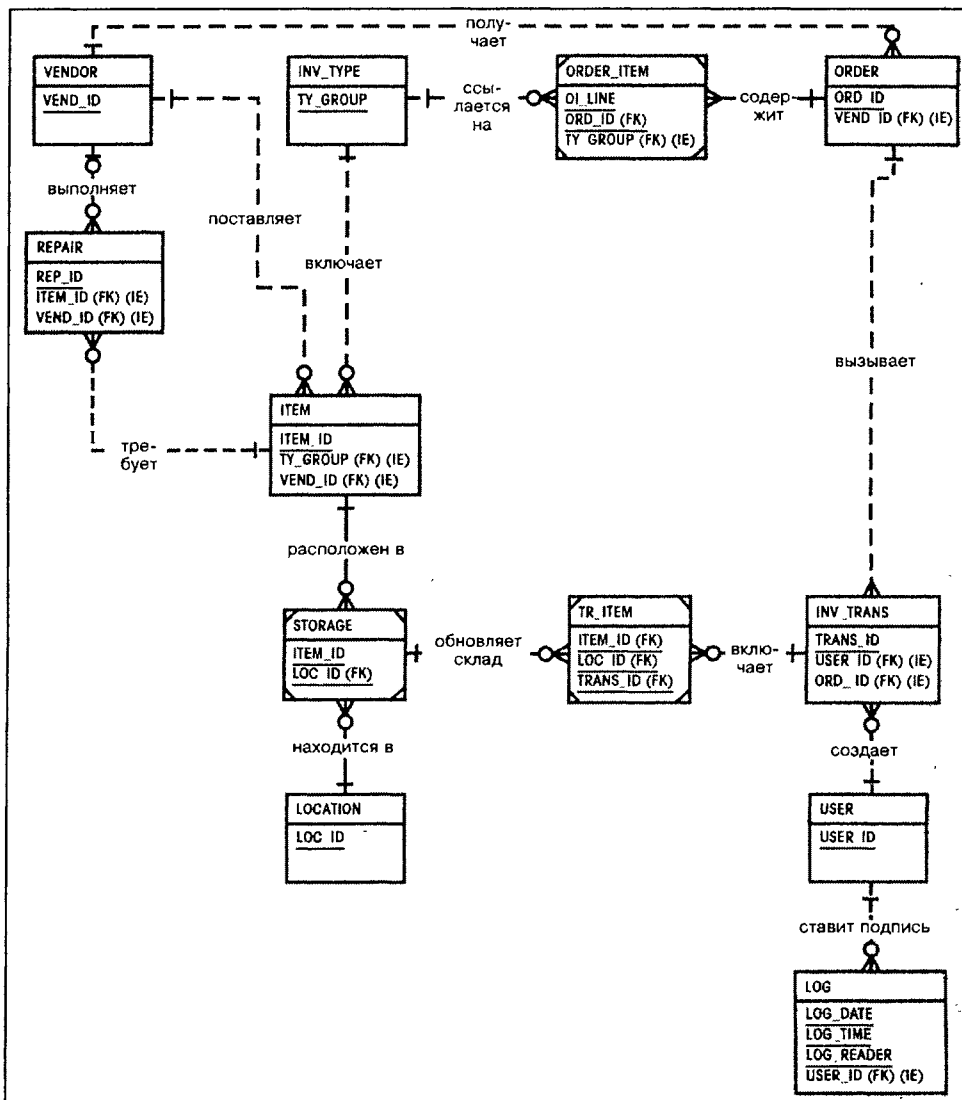 полу-
чает
VENDOR
VEND_ID
INV_TYPE
TY_GROUP
ссы-
лается
на
ORDER_ITEM
OI_LINE
ORD_ID (FK)
TY_GROUP (FK) (IE)
содер-
жит
ORDER
ORD_ID
VEND_ID (FK) (IE)
выполняет
поставляет
включает
REPAIR
REP_ID
ITEM_ID (FK) (IE)
VEND_ID (FK) (IE)
вызывает
тре-
бует
ITEM
ITEM_ID
TY_GROUP (FK) (IE)
VEND_ID (FK) (IE)
расположен в
STORAGE
ITEM_ID
LOC_ID (FK)
обновляет
склад
TR_ITEM
ITEM_ID (FK)
LOC_ID (FK)
TRANS_ID (FK)
вклю-
чает
INV_TRANS
TRANS_ID
USER_ID (FK) (IE)
ORD_ID (FK) (IE)
находится в
создает
LOCATION
LOC_ID
USER
USER_ID
ставит подпись
LOG
LOG_DATE
LOG_TIME
LOG_READER
USER_ID (FK) (IE)